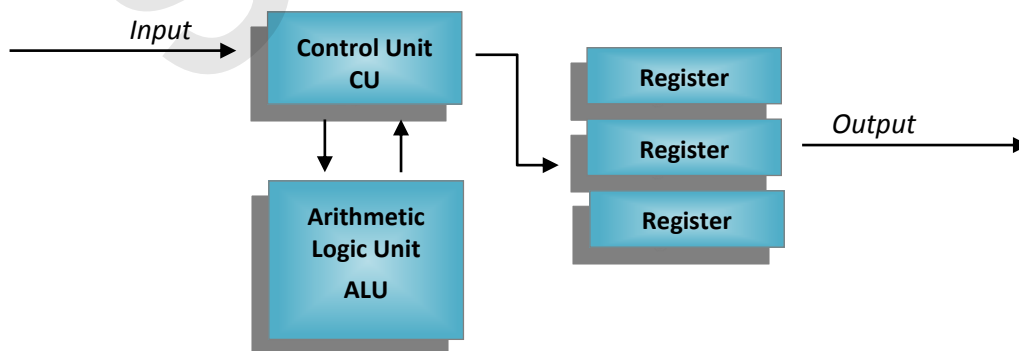 Input
Control Unit
CU
Register
Register
Register
Output
Arithmetic
Logic Unit
ALU